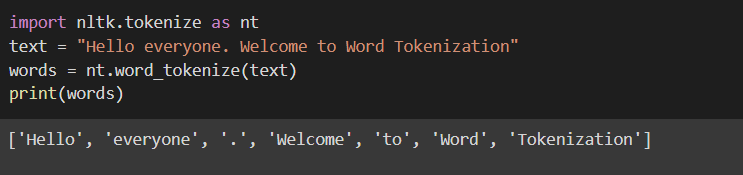 import nltk.tokenize as nt
text = "Hello everyone. Welcome to Word Tokenization"
words = nt.word_tokenize(text)
print(words)
['Hello', 'everyone', '.', 'Welcome', 'to', 'Word', 'Tokenization']